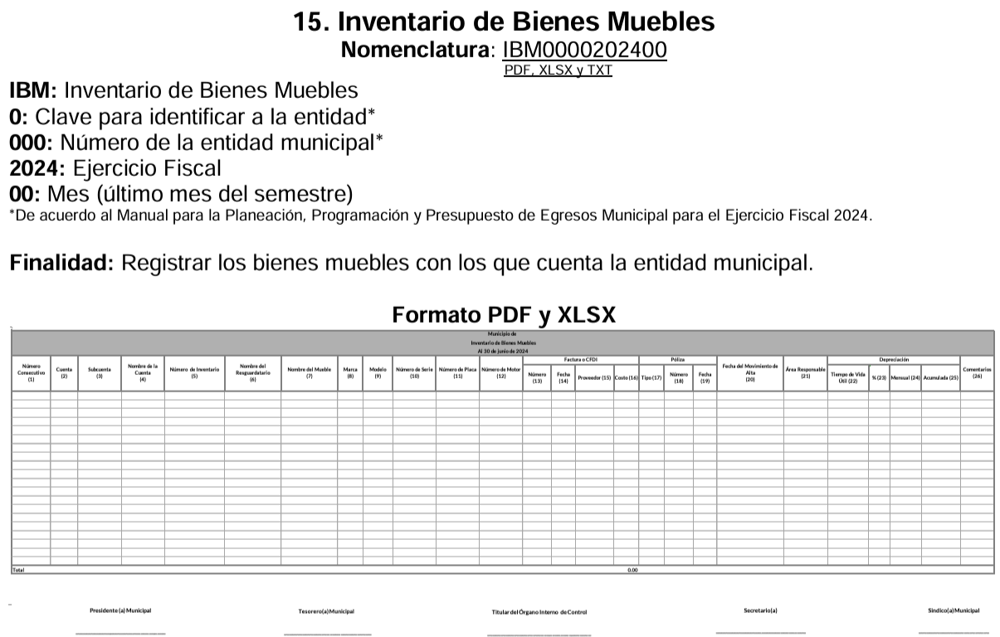 15. Inventario de Bienes Muebles
Nomenclatura: IBM0000202400
PDF, XLSX y TXT
IBM: Inventario de Bienes Muebles
0: Clave para identificar a la entidad*
000: Número de la entidad municipal*
2024: Ejercicio Fiscal
00: Mes (último mes del semestre)
*De acuerdo al Manual para la Planeación, Programación y Presupuesto de Egresos Municipal para el Ejercicio Fiscal 2024.
Finalidad: Registrar los bienes muebles con los que cuenta la entidad municipal.
Formato PDF y XLSX
Municipio de
Inventario de Bienes Muebles
Al 30 de junio de 2024
Número Consecutivo (1)
Cuenta (2)
Subcuenta (3)
Nombre de la Cuenta (4)
Número de Inventario (5)
Nombre del Resguardatario (6)
Nombre del Mueble (7)
Marca (8)
Modelo (9)
Número de Serie (10)
Número de Placa (11)
Número de Motor (12)
Factura o CFDI
Número (13)
Fecha (14)
Proveedor (15)
Costo (16)
Póliza
Tipo (17)
Número (18)
Fecha (19)
Fecha del Movimiento de Alta (20)
Área Responsable (21)
Depreciación
Tiempo de Vida Útil (22)
% (23)
Mensual (24)
Acumulada (25)
Comentarios (26)
Total 0.00
Presidente (a) Municipal
Tesorero(a) Municipal
Titular del Órgano Interno de Control
Secretario(a)
Síndico(a) Municipal